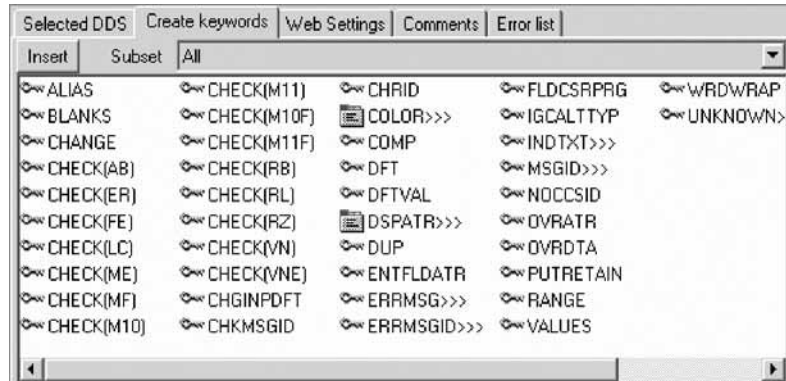 Selected DDS Create keywords Web Settings Comments Error list
Insert Subset All
ALIAS CHECK(M11) CHRID FLDCSRPRG WRDWRAP
BLANKS CHECK(M10F) COLOR>>> IGCALTTYP UNKNOWN>
CHANGE CHECK(M11F) COMP INDTXT>>>
CHECK(AB) CHECK(RB) DFT MSGID>>>
CHECK(ER) CHECK(RL) DFTVAL NOCCSID
CHECK(FE) CHECK(RZ) DSPATR>>> OVRATR
CHECK(LC) CHECK(VN) DUP OVRDTA
CHECK(ME) CHECK(VNE) ENTFLDATR PUTRETAIN
CHECK(MF) CHGINPDFT ERRMSG>>> RANGE
CHECK(M10) CHKMSGID ERRMSGID>>> VALUES